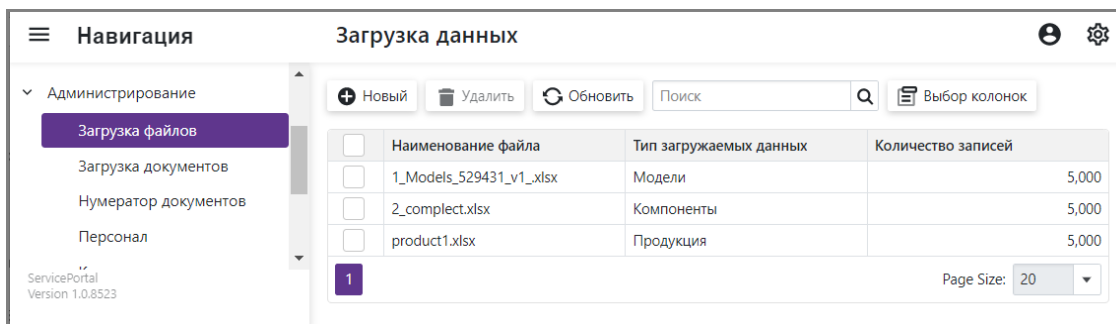 Навигация
Загрузка данных
Администрирование
Загрузка файлов
Загрузка документов
Нумератор документов
Персонал
ServicePortal
Version 1.0.8523
Новый Удалить Обновить Поиск Выбор колонок
Наименование файла Тип загружаемых данных Количество записей
1_Models_529431_v1_.xlsx Модели 5,000
2_complect.xlsx Компоненты 5,000
product1.xlsx Продукция 5,000
1 Page Size: 20